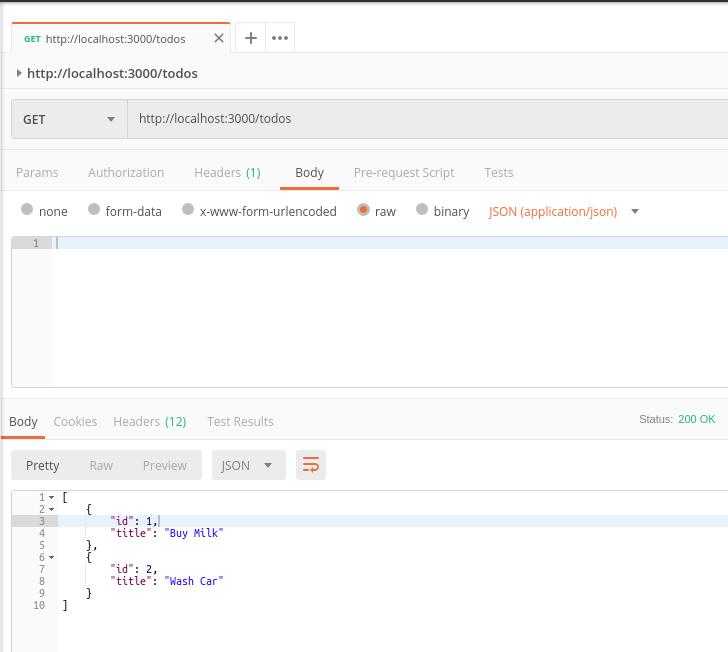 GET http://localhost:3000/todos
http://localhost:3000/todos
GET http://localhost:3000/todos
Params Authorization Headers (1) Body Pre-request Script Tests
none form-data x-www-form-urlencoded raw binary JSON (application/json)
1
Body Cookies Headers (12) Test Results Status: 200 OK
Pretty Raw Preview JSON
1 [
2 {
3 "id": 1,
4 "title": "Buy Milk"
5 },
6 {
7 "id": 2,
8 "title": "Wash Car"
9 }
10 ]